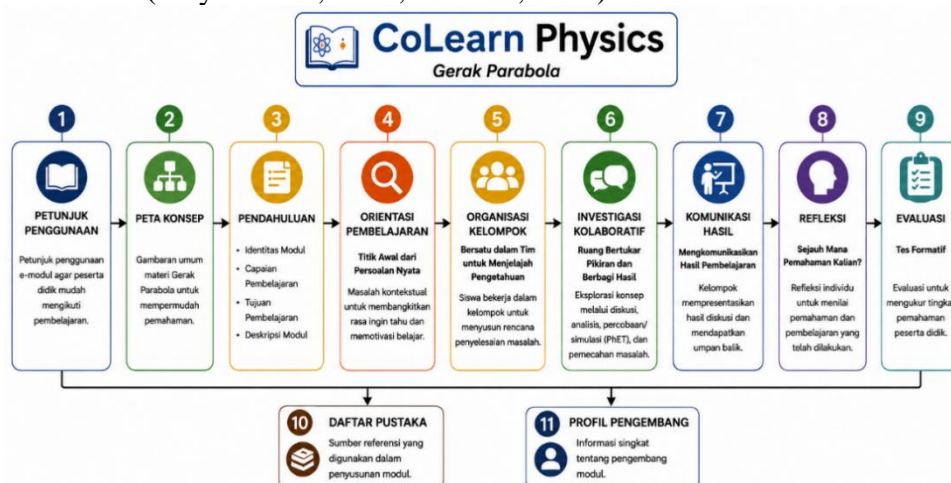 CoLearn Physics
Gerak Parabola
1
PETUNJUK
PENGGUNAAN
Petunjuk penggunaan
e-modul agar peserta
didik mudah
mengikuti
pembelajaran.
2
PETA KONSEP
Gambaran umum
materi Gerak
Parabola untuk
mempermudah
pemahaman.
3
PENDAHULUAN
• Identitas Modul
• Capaian
Pembelajaran
• Tujuan
Pembelajaran
• Deskripsi Modul
4
ORIENTASI
PEMBELAJARAN
Titik Awal dari
Persoalan Nyata
Masalah kontekstual
untuk membangkitkan
rasa ingin tahu dan
memotivasi belajar.
5
ORGANISASI
KELOMPOK
Bersatu dalam Tim
untuk Menjelajah
Pengetahuan
Siswa bekerja dalam
kelompok untuk
menyusun rencana
penyelesaian masalah.
6
INVESTIGASI
KOLABORATIF
Ruang Bertukar
Pikiran dan
Berbagi Hasil
Eksplorasi konsep
melalui diskusi,
analisis, percobaan/
simulasi (PhET), dan
pemecahan masalah.
7
KOMUNIKASI
HASIL
Mengkomunikasikan
Hasil Pembelajaran
Kelompok
mempresentasikan
hasil diskusi dan
mendapatkan
umpan balik.
8
REFLEKSI
Sejauh Mana
Pemahaman Kalian?
Refleksi individu
untuk menilai
pemahaman dan
pembelajaran yang
telah dilakukan.
9
EVALUASI
Tes Formatif
Evaluasi untuk
mengukur tingkat
pemahaman
peserta didik.
10
DAFTAR PUSTAKA
Sumber referensi yang
digunakan dalam
penyusunan modul.
11
PROFIL PENGEMBANG
Informasi singkat
tentang pengembang
modul.